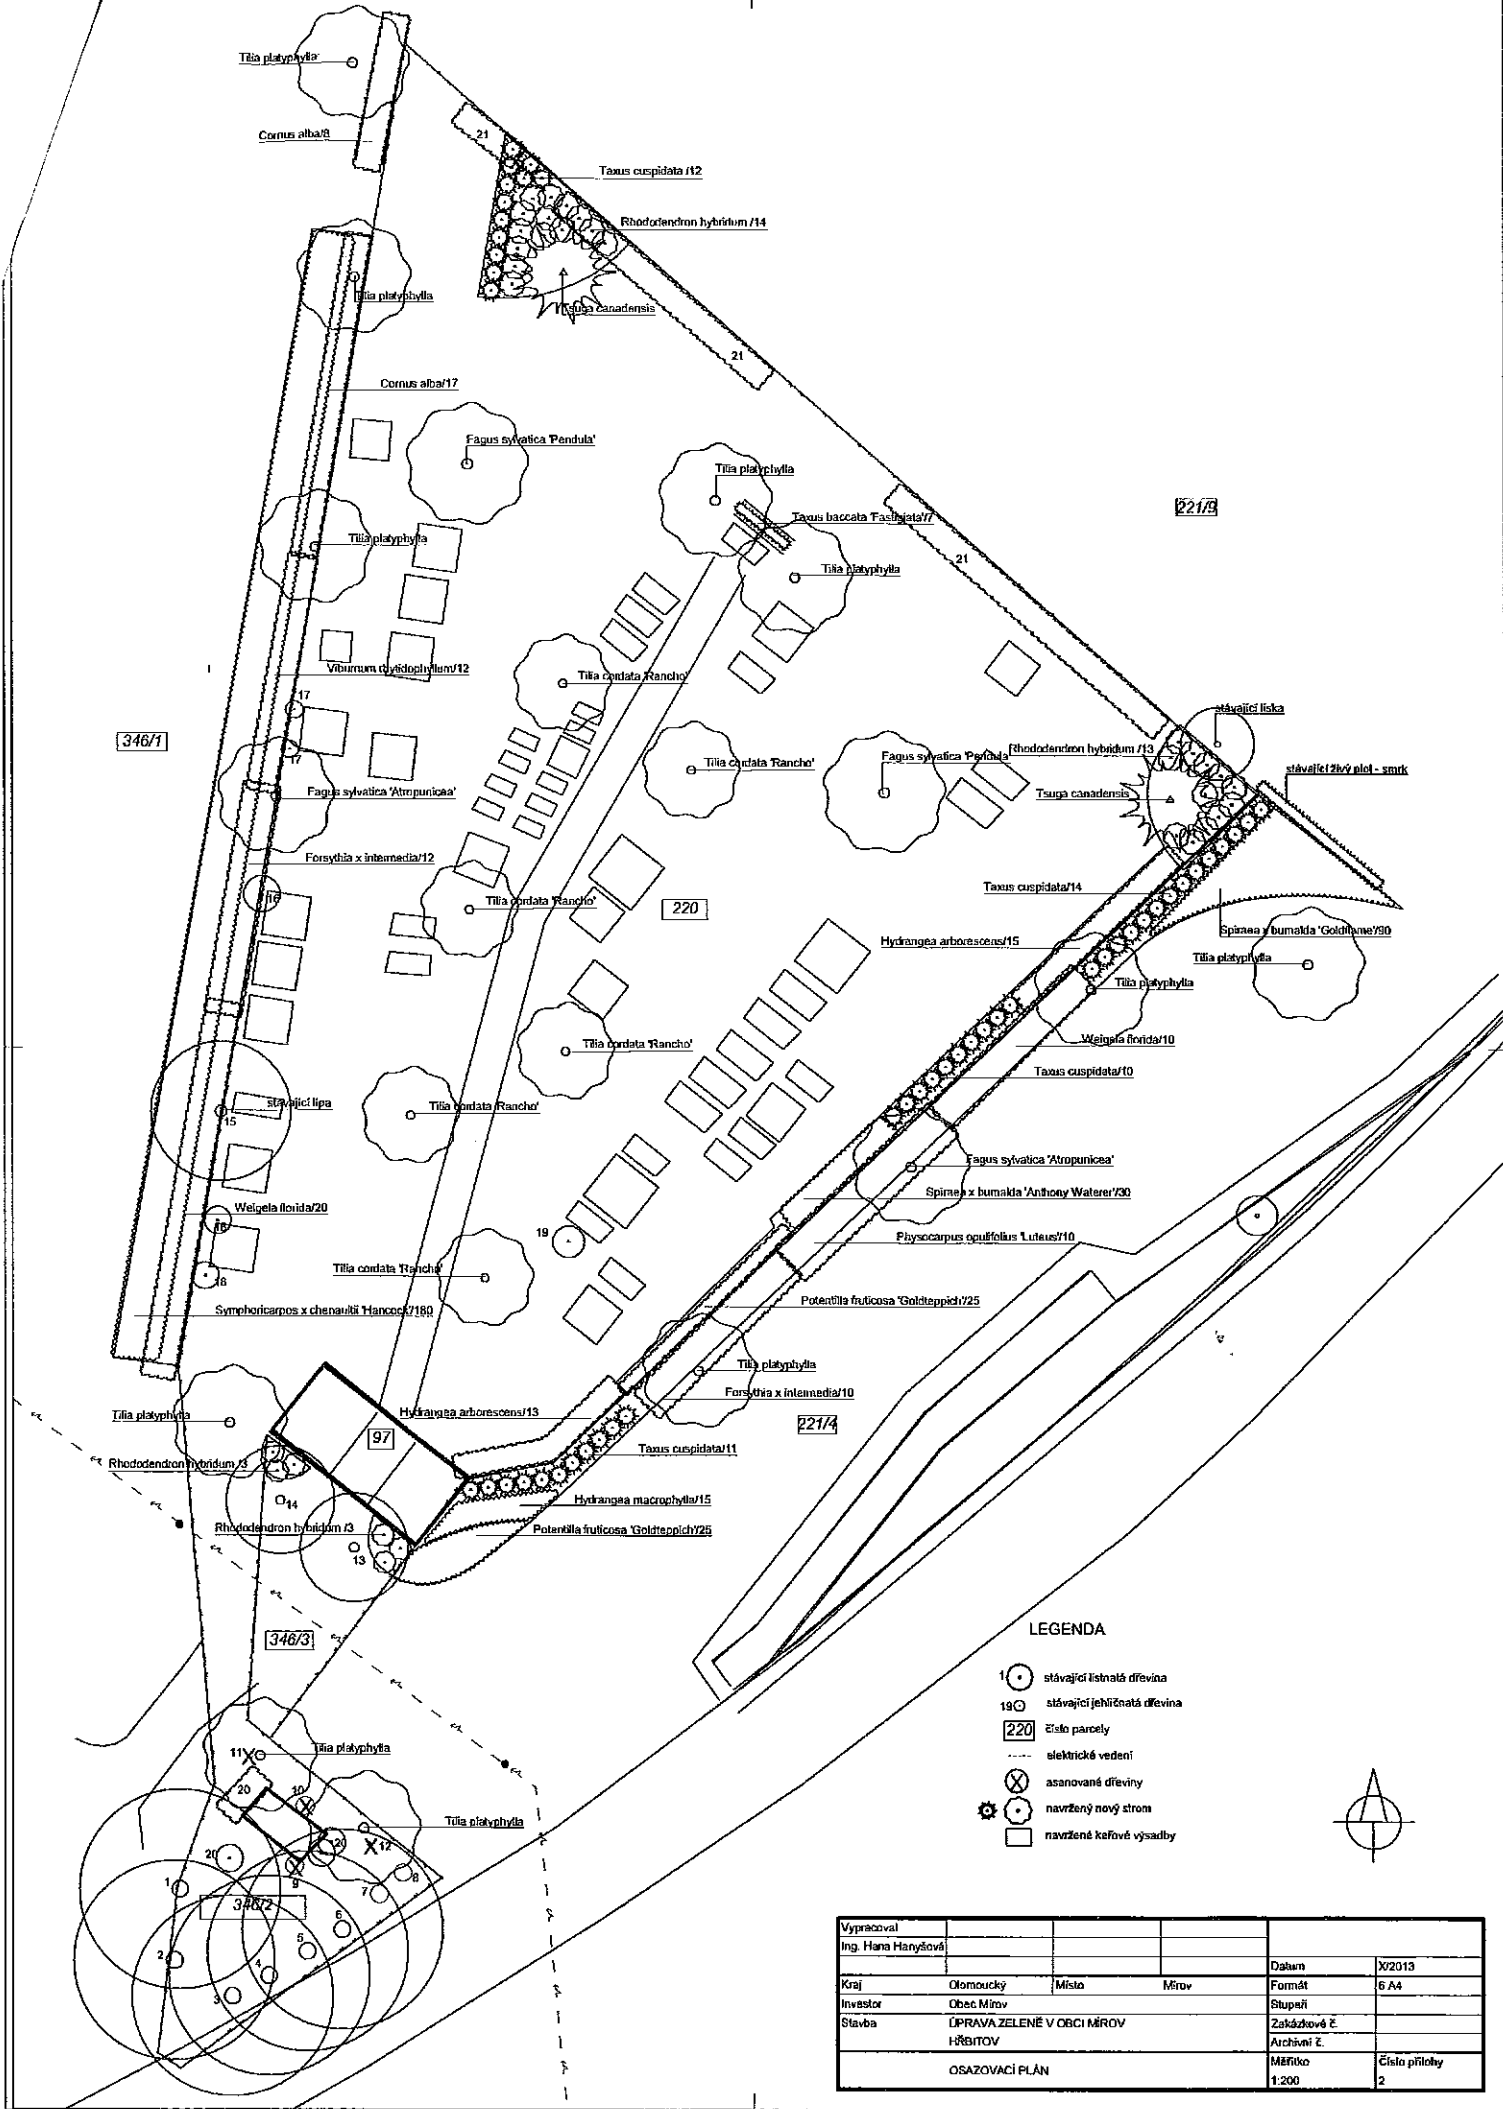 Tilia platyphylla
Cornus alba/8
21
Taxus cuspidata /12
Rhododendron hybridum /14
Tilia platyphylla
Tsuga canadensis
21
Cornus alba/17
Fagus sylvatica 'Pendula'
Tilia platyphylla
221/9
Taxus baccata 'Fastigiata'/7
Tilia platyphylla
21
Tilia platyphylla
Viburnum rhytidophyllum/12
Tilia cordata 'Rancho'
17
stávající líska
346/1
17
Tilia cordata 'Rancho'
Fagus sylvatica 'Pendula'
Rhododendron hybridum /13
stávající živý plot - smrk
Fagus sylvatica 'Atropunicea'
Tsuga canadensis
Forsythia x intermedia/12
Taxus cuspidata/14
16
Tilia cordata 'Rancho'
220
Spiraea x bumalda 'Goldflame'/90
Hydrangea arborescens/15
Tilia platyphylla
Tilia platyphylla
Tilia cordata 'Rancho'
Weigela florida/10
Taxus cuspidata/10
stávající lípa
15
Tilia cordata 'Rancho'
Fagus sylvatica 'Atropunicea'
Spiraea x bumalda 'Anthony Waterer'/30
Weigela florida/20
16
19
Physocarpus opulifolius 'Luteus'/10
Tilia cordata 'Rancho'
18
Potentilla fruticosa 'Goldteppich'/25
Symphoricarpos x chenaultii 'Hancock'/180
Tilia platyphylla
Forsythia x intermedia/10
Tilia platyphylla
Hydrangea arborescens/13
221/4
97
Taxus cuspidata/11
Rhododendron hybridum /3
14
Hydrangea macrophylla/15
Rhododendron hybridum /3
Potentilla fruticosa 'Goldteppich'/25
13
346/3
LEGENDA
1 stávající listnatá dřevina
19 stávající jehličnatá dřevina
220 číslo parcely
elektrické vedení
asanované dřeviny
navržený nový strom
navržené keřové výsadby
11
Tilia platyphylla
20
10
Tilia platyphylla
20
20
12
9
8
7
1
346/2
6
5
2
4
3
Vypracoval
Ing. Hana Hanyšová
Datum X/2013
Kraj Olomoucký Místo Mírov Formát 6 A4
Investor Obec Mírov Stupeň
Stavba ÚPRAVA ZELENĚ V OBCI MÍROV Zakázkové č.
HŘBITOV Archivní č.
OSAZOVACÍ PLÁN Měřítko Číslo přílohy
1:200 2